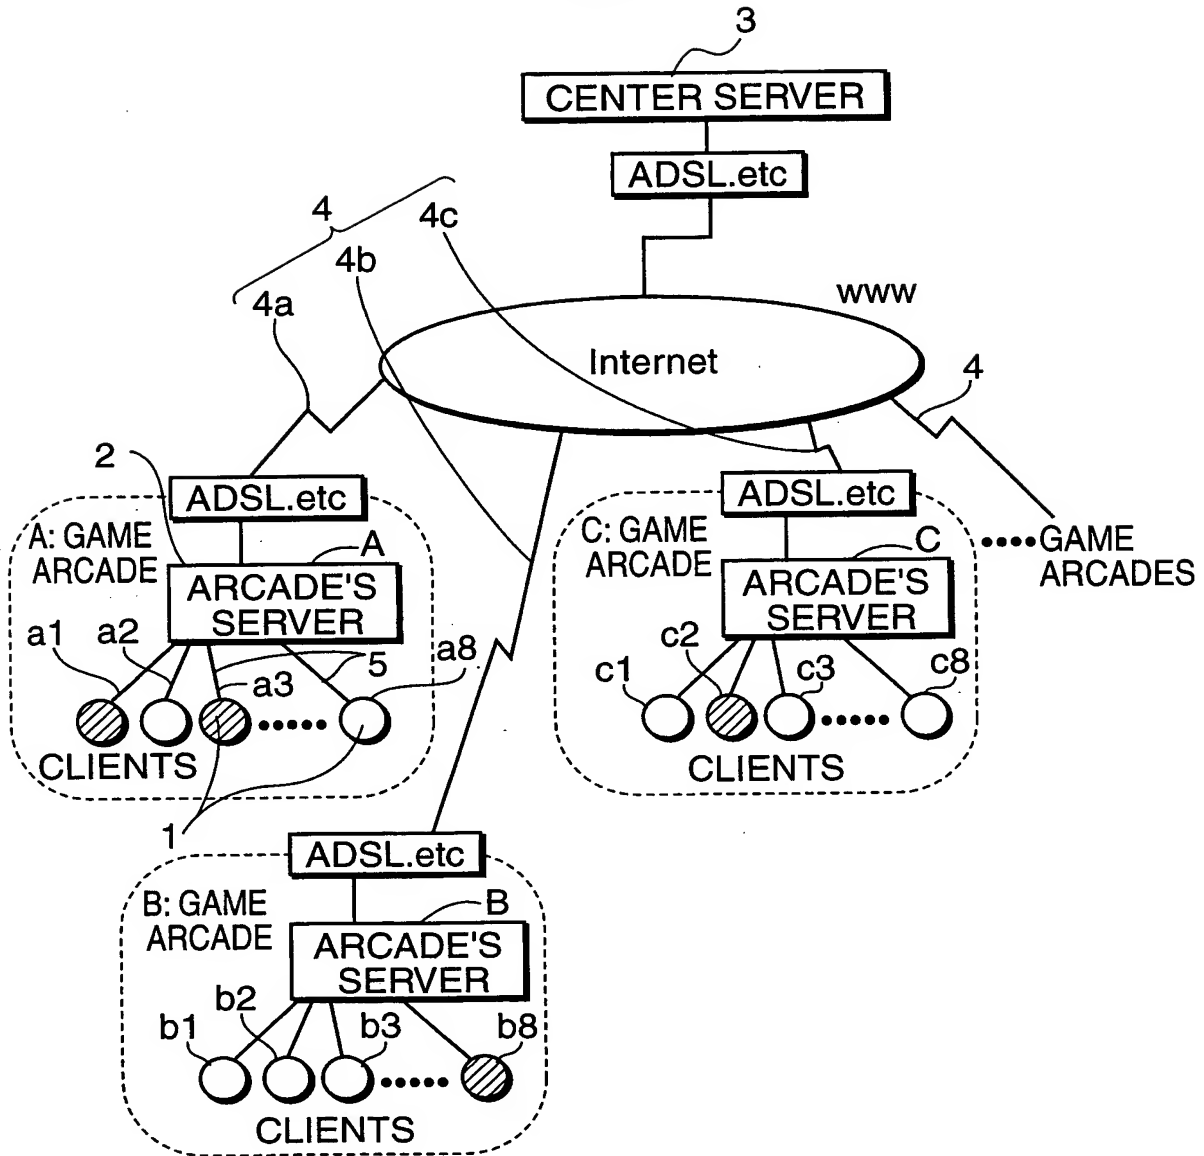 3
CENTER SERVER
ADSL.etc
4
4c
4b
4a
www
Internet
4
2
ADSL.etc
ADSL.etc
A: GAME
ARCADE
A
ARCADE'S
SERVER
C: GAME
ARCADE
C
ARCADE'S
SERVER
•••••GAME
ARCADES
a1
a2
a3
5
a8
•••••
CLIENTS
c1
c2
c3
c8
•••••
CLIENTS
1
ADSL.etc
B: GAME
ARCADE
B
ARCADE'S
SERVER
b1
b2
b3
b8
•••••
CLIENTS